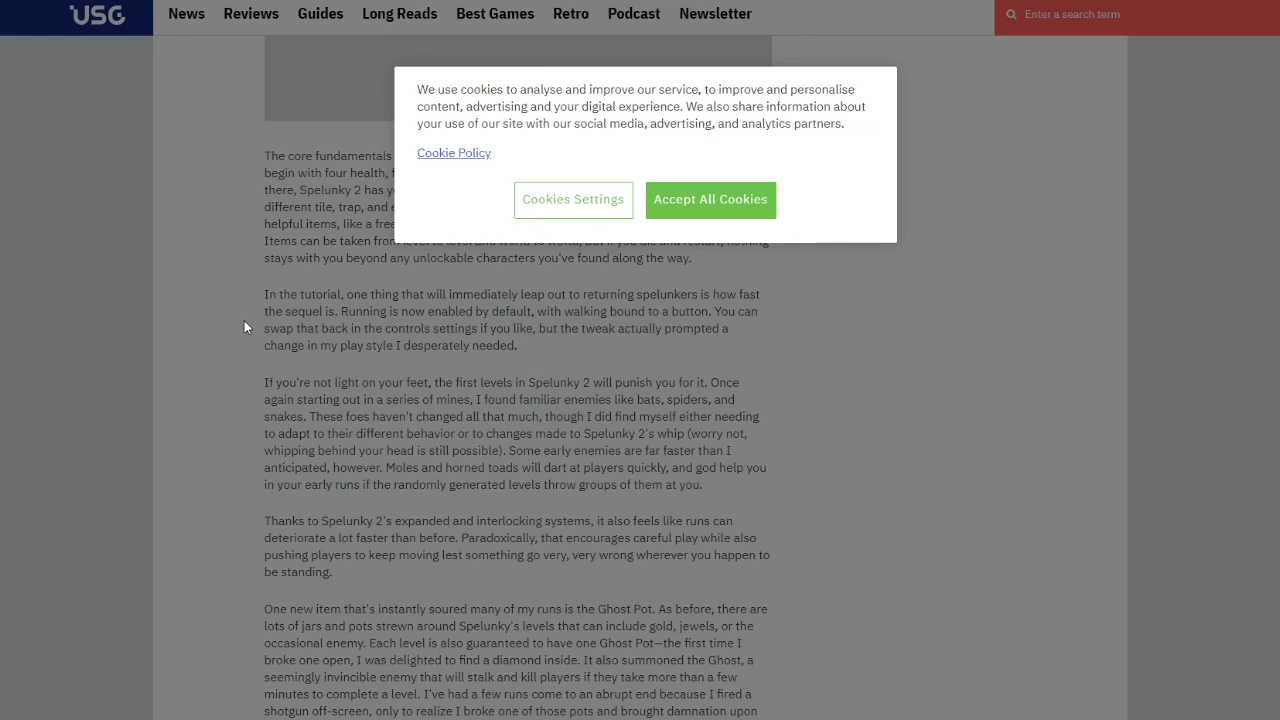 USG
News Reviews Guides Long Reads Best Games Retro Podcast Newsletter
Enter a search term
We use cookies to analyse and improve our service, to improve and personalise
content, advertising and your digital experience. We also share information about
your use of our site with our social media, advertising, and analytics partners.
Cookie Policy
Cookies Settings Accept All Cookies
The core fundamentals
begin with four health,
there, Spelunky 2 has
different tile, trap, and
helpful items, like a
Items can be taken from level to level and world to world, but if you die and restart, nothing
stays with you beyond any unlockable characters you've found along the way.
In the tutorial, one thing that will immediately leap out to returning spelunkers is how fast
the sequel is. Running is now enabled by default, with walking bound to a button. You can
swap that back in the controls settings if you like, but the tweak actually prompted a
change in my play style I desperately needed.
If you're not light on your feet, the first levels in Spelunky 2 will punish you for it. Once
again starting out in a series of mines, I found familiar enemies like bats, spiders, and
snakes. These foes haven't changed all that much, though I did find myself either needing
to adapt to their different behavior or to changes made to Spelunky 2's whip (worry not,
whipping behind your head is still possible). Some early enemies are far faster than I
anticipated, however. Moles and horned toads will dart at players quickly, and god help you
in your early runs if the randomly generated levels throw groups of them at you.
Thanks to Spelunky 2's expanded and interlocking systems, it also feels like runs can
deteriorate a lot faster than before. Paradoxically, that encourages careful play while also
pushing players to keep moving lest something go very, very wrong wherever you happen to
be standing.
One new item that's instantly soured many of my runs is the Ghost Pot. As before, there are
lots of jars and pots strewn around Spelunky's levels that can include gold, jewels, or the
occasional enemy. Each level is also guaranteed to have one Ghost Pot—the first time I
broke one open, I was delighted to find a diamond inside. It also summoned the Ghost, a
seemingly invincible enemy that will stalk and kill players if they take more than a few
minutes to complete a level. I've had a few runs come to an abrupt end because I fired a
shotgun off-screen, only to realize I broke one of those pots and brought damnation upon